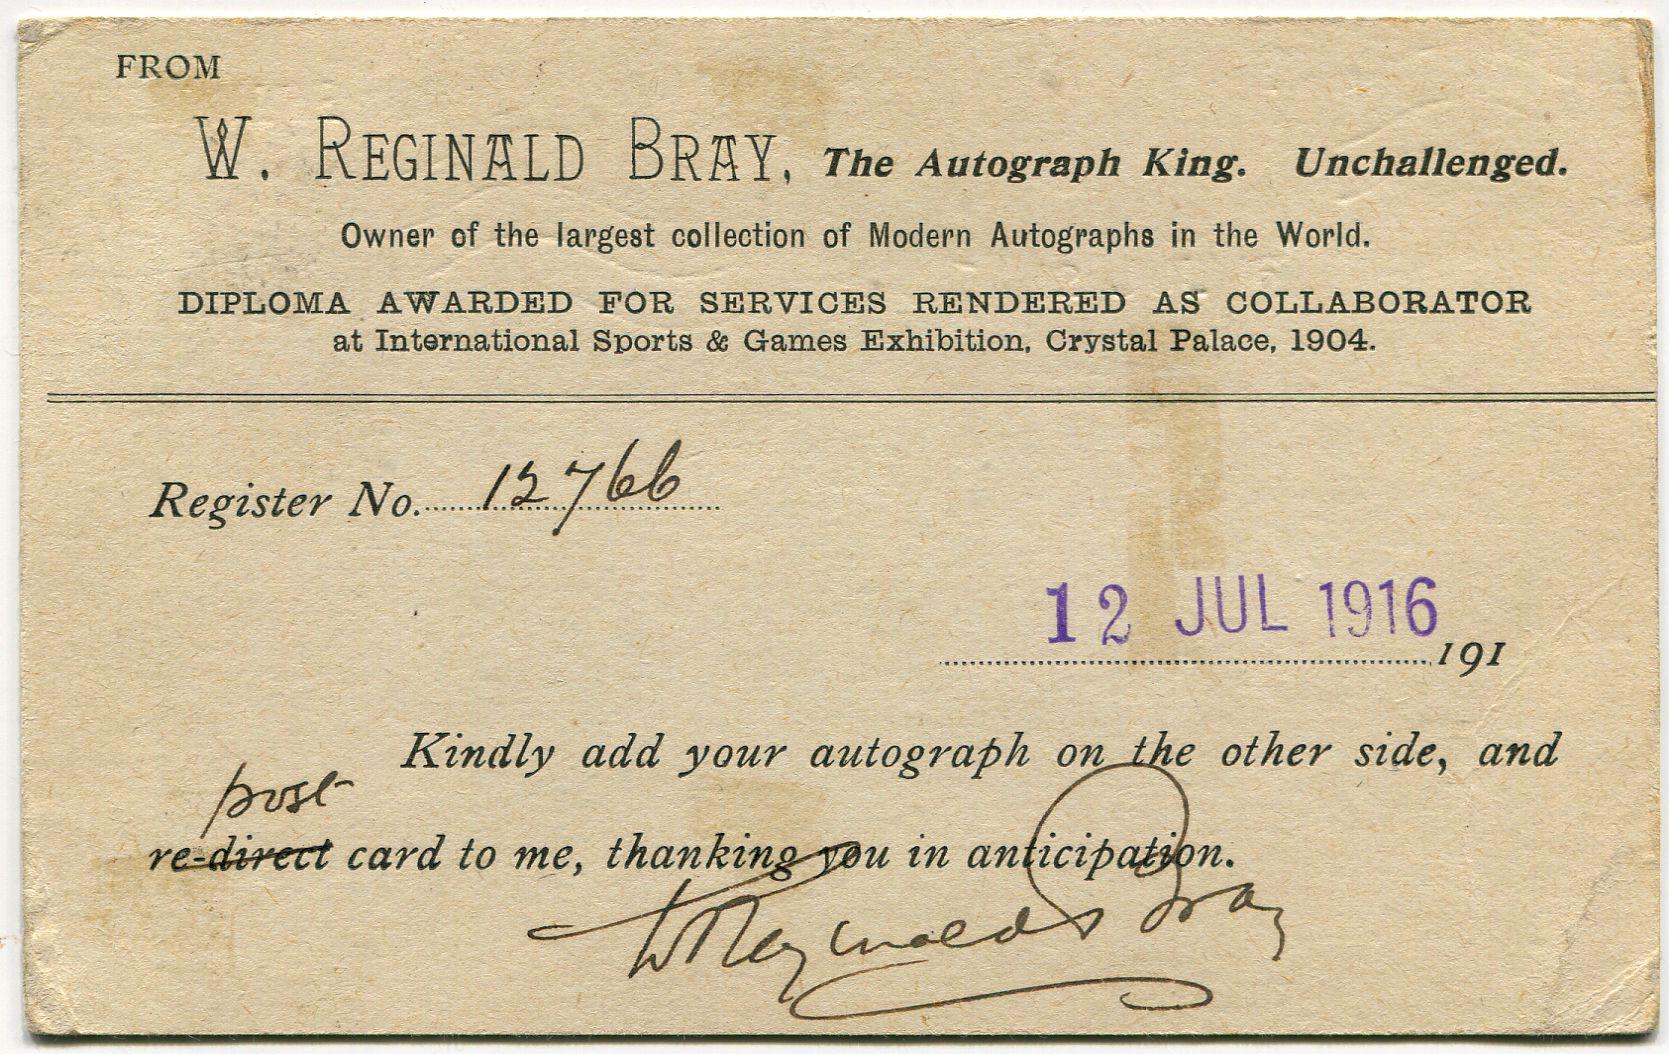 FROM
W. REGINALD BRAY, The Autograph King. Unchallenged.
Owner of the largest collection of Modern Autographs in the World.
DIPLOMA AWARDED FOR SERVICES RENDERED AS COLLABORATOR
at International Sports & Games Exhibition, Crystal Palace, 1904.
Register No. 12766
12 JUL 1916
191
Kindly add your autograph on the other side, and
post
re-direct card to me, thanking you in anticipation.
W Reginald Bray